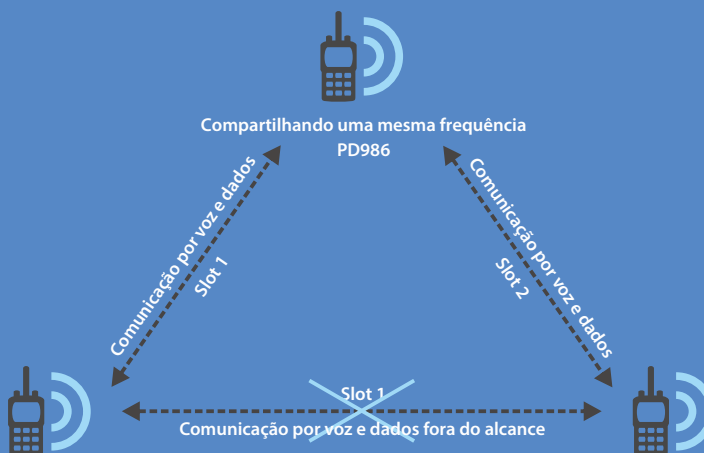 Compartilhando uma mesma frequência
PD986
Comunicação por voz e dados
Slot 1
Comunicação por voz e dados
Slot 2
Slot 1
Comunicação por voz e dados fora do alcance